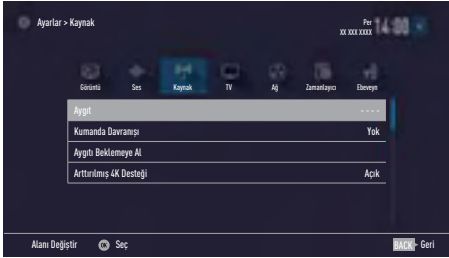 Ayarlar > Kaynak
Per
XX XXX XXXX
14:00
Görüntü Ses Kaynak TV Ağ Zamanlayıcı Ebeveyn
Aygıt - - - -
Kumanda Davranışı Yok
Aygıtı Beklemeye Al
Arttırılmış 4K Desteği Açık
Alanı Değiştir OK Seç BACK Geri